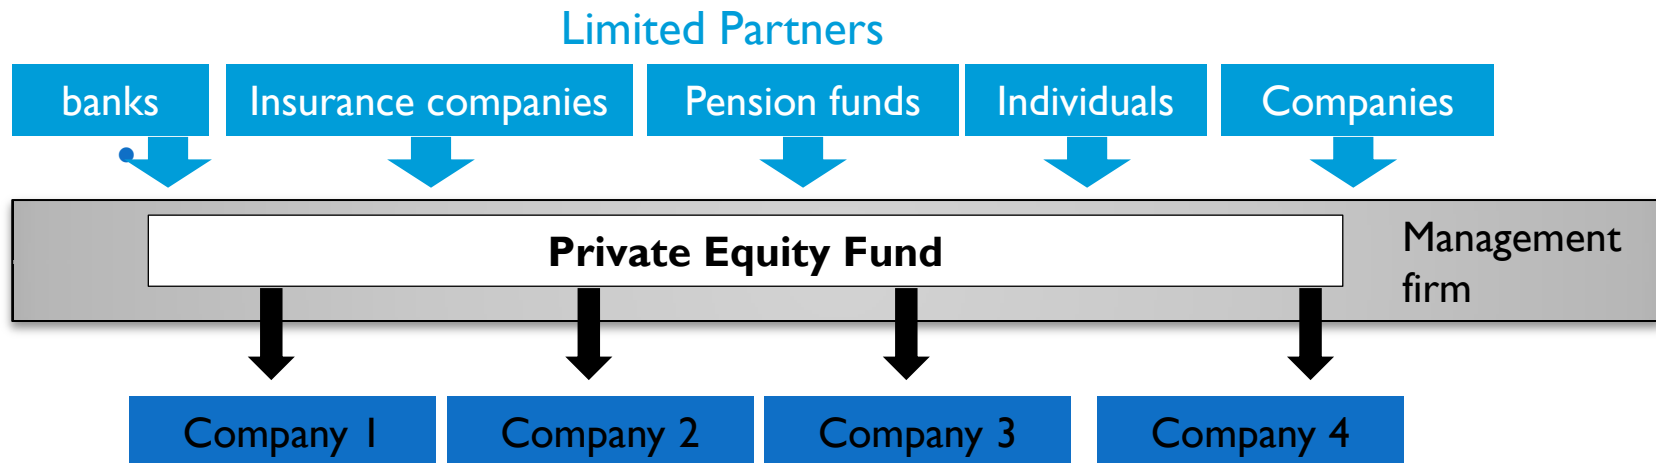 Limited Partners
banks
Insurance companies
Pension funds
Individuals
Companies
Private Equity Fund
Management
firm
Company 1
Company 2
Company 3
Company 4